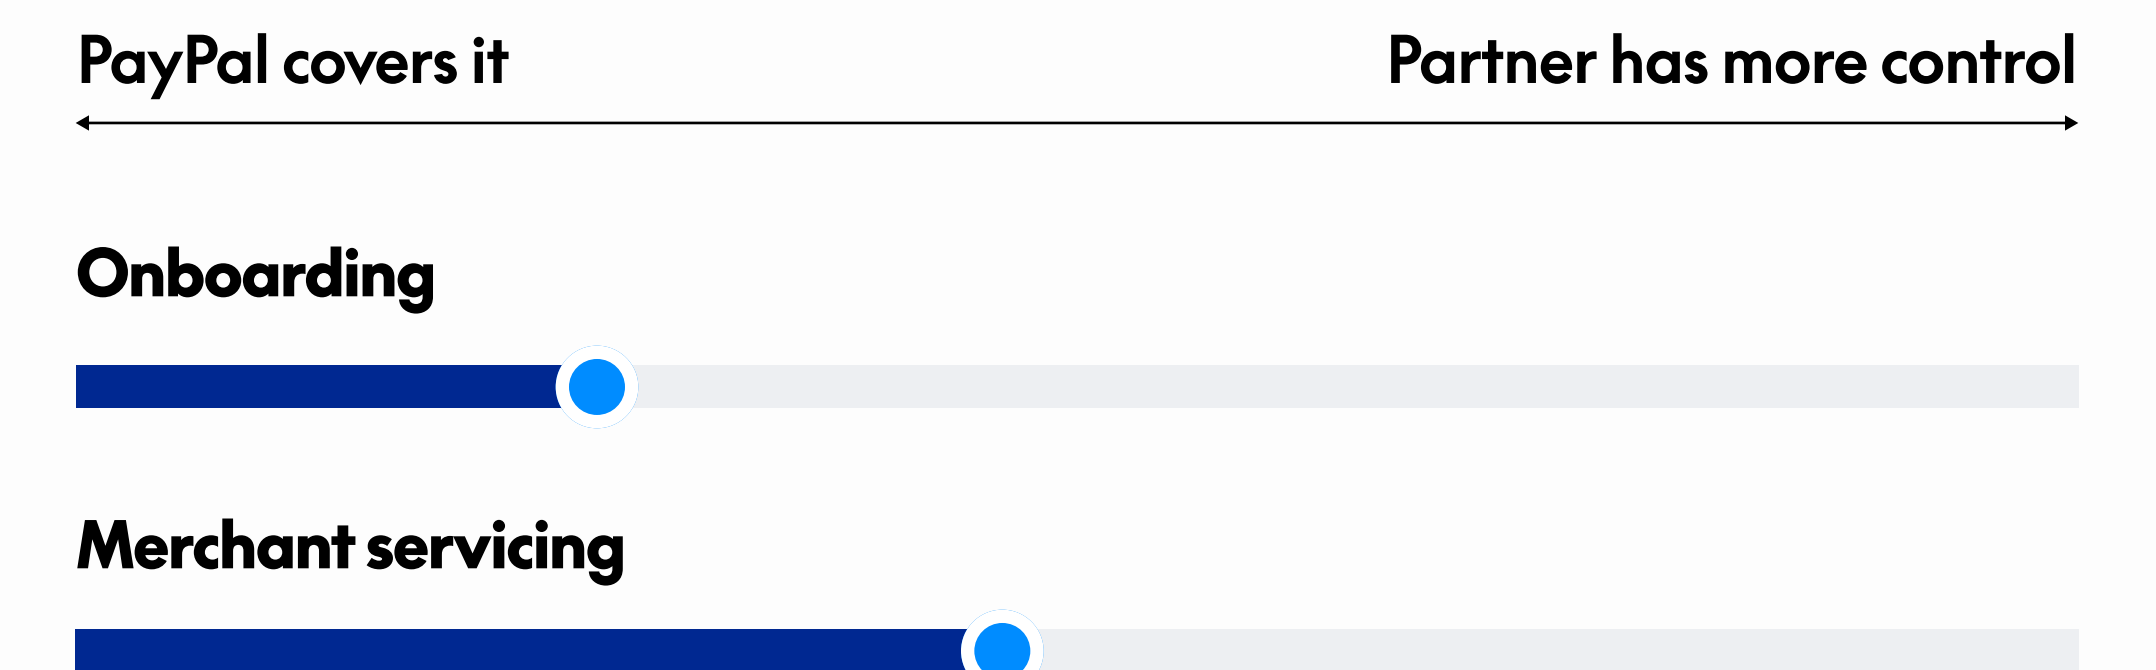 PayPal covers it
Partner has more control
Onboarding
Merchant servicing